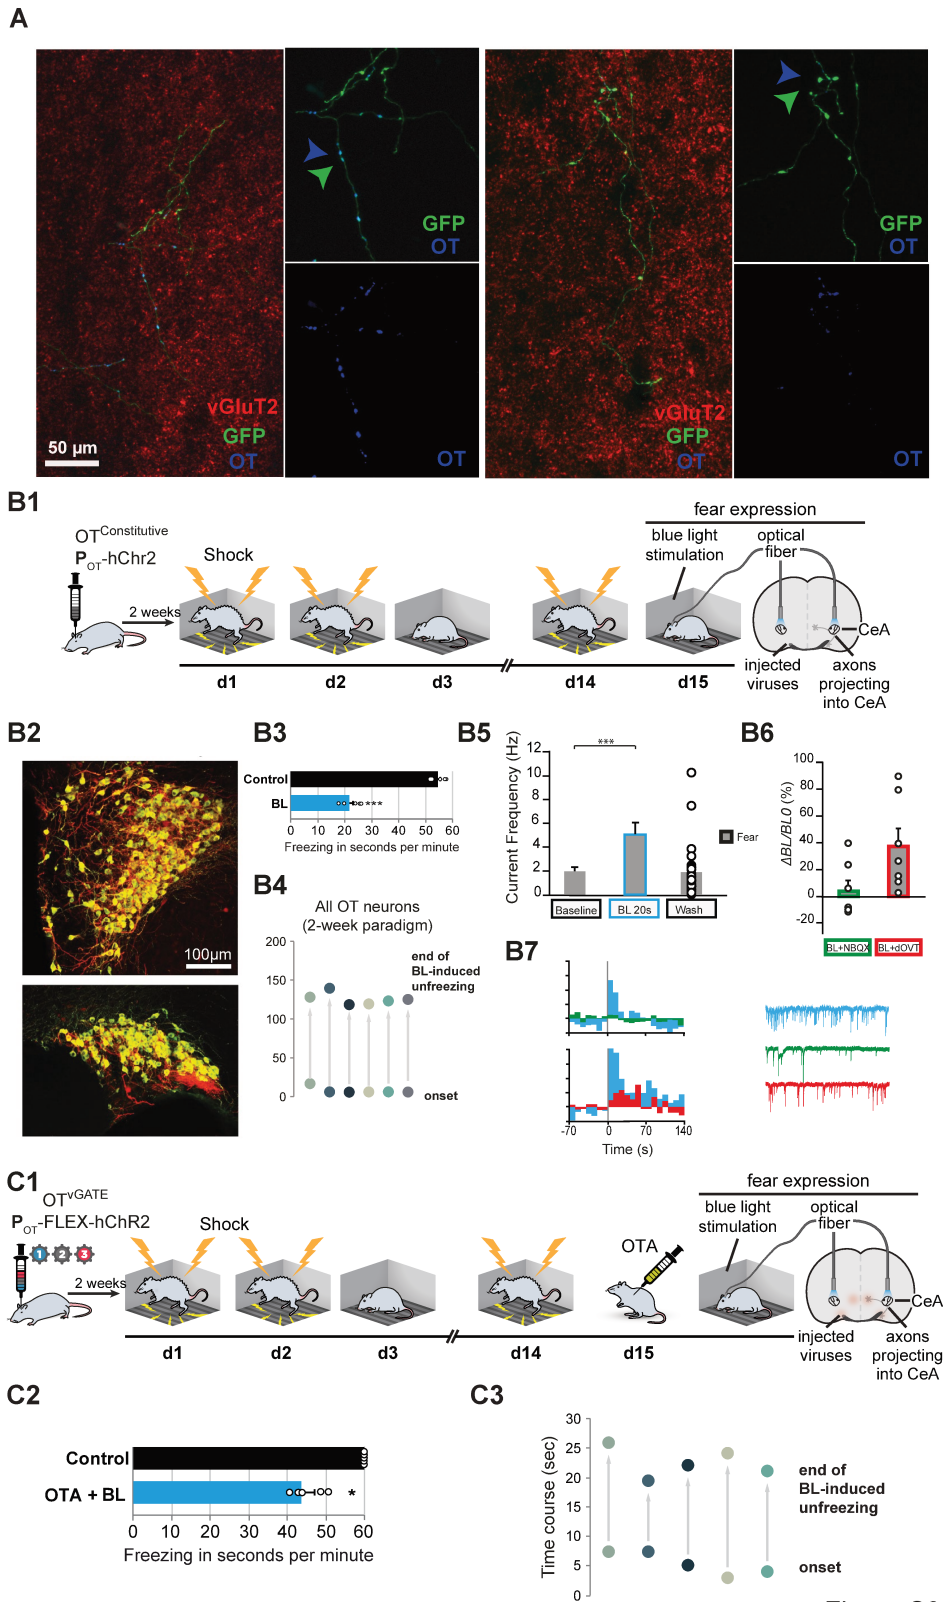 A
GFP
OT
GFP
OT
vGluT2
GFP
OT
50 µm
OT
vGluT2
GFP
OT
OT
B1
fear expression
OTConstitutive
POT-hChr2
Shock
blue light
stimulation
optical
fiber
2 weeks
CeA
injected
viruses
axons
projecting
into CeA
d1
d2
d3
d14
d15
B2
100µm
B3
Control
BL
***
0 10 20 30 40 50 60
Freezing in seconds per minute
B4
All OT neurons
(2-week paradigm)
200
150
100
50
0
end of
BL-induced
unfreezing
onset
B5
Current Frequency (Hz)
12
10
8
6
4
2
0
***
Fear
Baseline
BL 20s
Wash
B6
ΔBL/BL0 (%)
100
80
60
40
20
0
-20
BL+NBQX
BL+dOVT
B7
-70 0 70 140
Time (s)
C1
fear expression
OTvGATE
POT-FLEX-hChR2
1 2 3
Shock
blue light
stimulation
optical
fiber
OTA
2 weeks
CeA
injected
viruses
axons
projecting
into CeA
d1
d2
d3
d14
d15
C2
Control
OTA + BL
*
0 10 20 30 40 50 60
Freezing in seconds per minute
C3
Time course (sec)
30
25
20
15
10
5
0
end of
BL-induced
unfreezing
onset